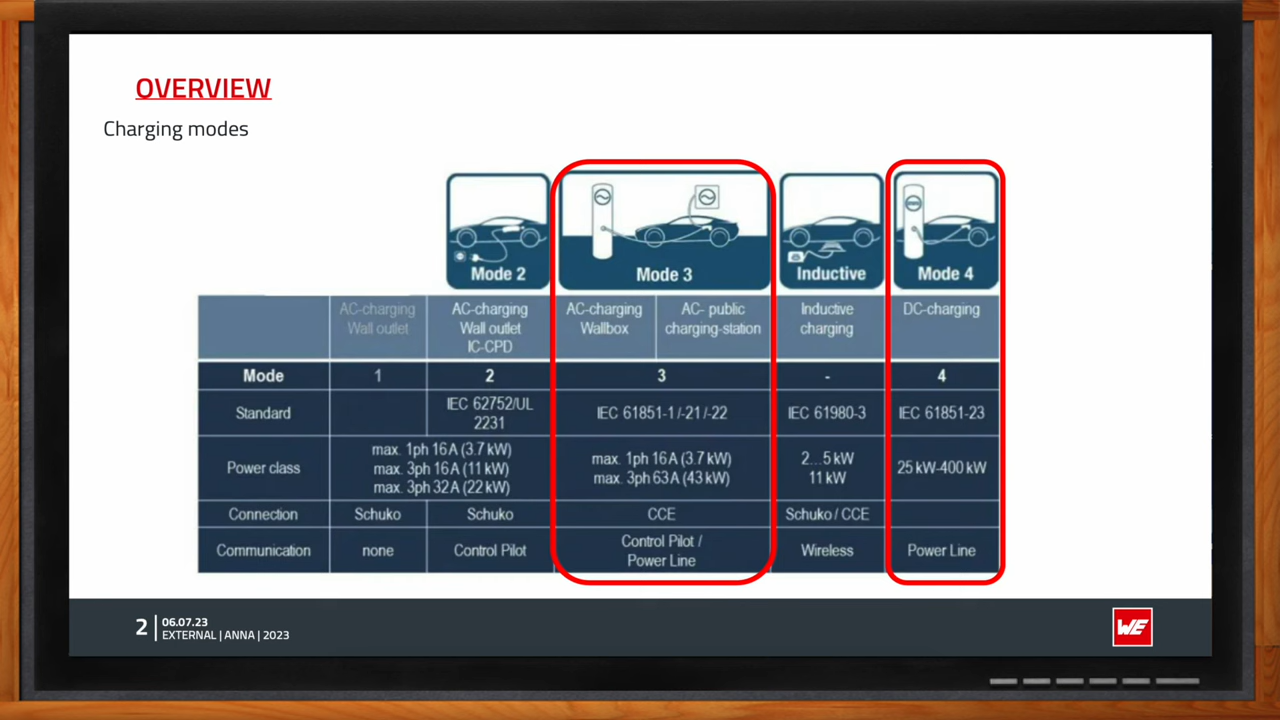 OVERVIEW
Charging modes
Mode 2
Mode 3
Inductive
Mode 4
AC-charging
Wall outlet
AC-charging
Wall outlet
IC-CPD
AC-charging
Wallbox
AC- public
charging-station
Inductive
charging
DC-charging
Mode
1
2
3
-
4
Standard
IEC 62752/UL
2231
IEC 61851-1/-21/-22
IEC 61980-3
IEC 61851-23
Power class
max. 1ph 16A (3.7 kW)
max. 3ph 16A (11 kW)
max. 3ph 32A (22 kW)
max. 1ph 16A (3.7 kW)
max. 3ph 63A (43 kW)
2...5 kW
11 kW
25 kW-400 kW
Connection
Schuko
Schuko
CCE
Schuko / CCE
Communication
none
Control Pilot
Control Pilot /
Power Line
Wireless
Power Line
2
06.07.23
EXTERNAL | ANNA | 2023
WE